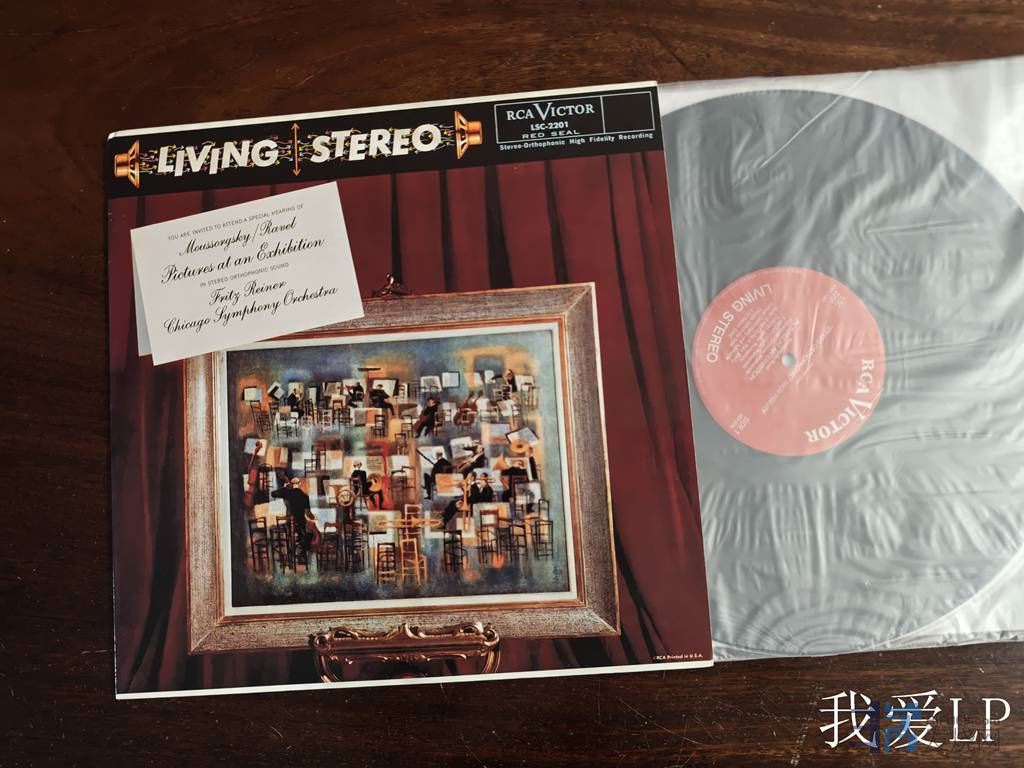 LIVING STEREO
RCA VICTOR
LSC-2201
RED SEAL
Stereo-Orthophonic High Fidelity Recording
YOU ARE INVITED TO ATTEND A SPECIAL HEARING OF
Moussorgsky/Ravel
Pictures at an Exhibition
IN STEREO ORTHOPHONIC SOUND
Fritz Reiner
Chicago Symphony Orchestra
©RCA Printed in U.S.A.
LIVING STEREO
RCA VICTOR
SIDE 1
我爱LP